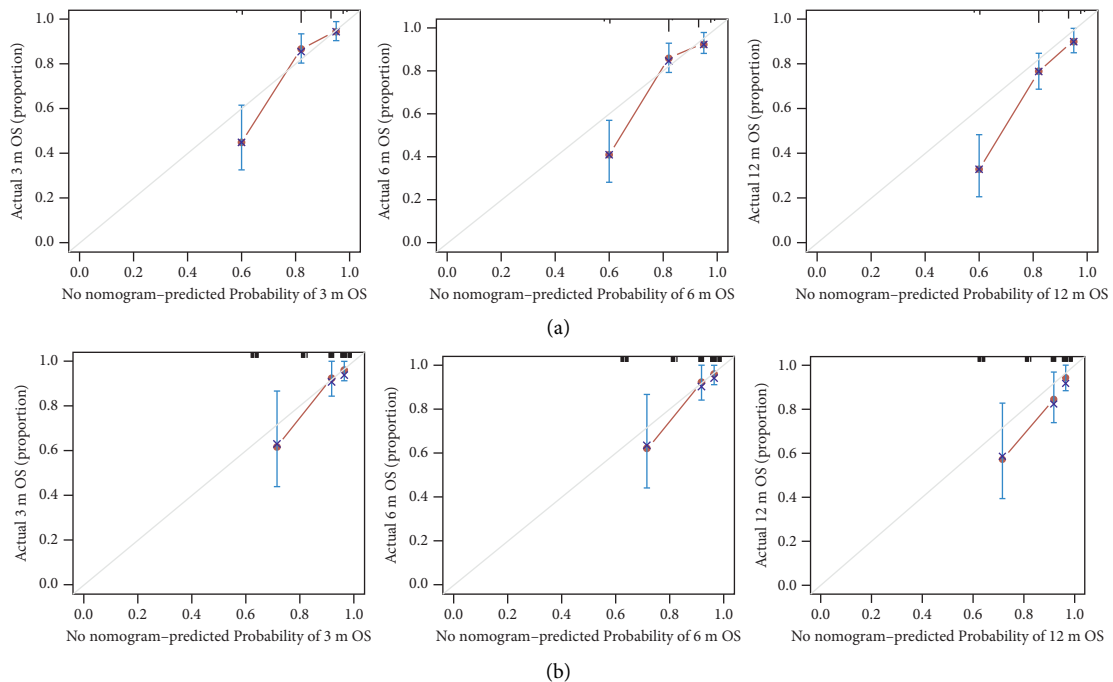 1.0
0.8
0.6
0.4
0.2
0.0
Actual 3 m OS (proportion)
0.0 0.2 0.4 0.6 0.8 1.0
No nomogram–predicted Probability of 3 m OS
1.0
0.8
0.6
0.4
0.2
0.0
Actual 6 m OS (proportion)
0.0 0.2 0.4 0.6 0.8 1.0
No nomogram–predicted Probability of 6 m OS
1.0
0.8
0.6
0.4
0.2
0.0
Actual 12 m OS (proportion)
0.0 0.2 0.4 0.6 0.8 1.0
No nomogram–predicted Probability of 12 m OS
(a)
1.0
0.8
0.6
0.4
0.2
0.0
Actual 3 m OS (proportion)
0.0 0.2 0.4 0.6 0.8 1.0
No nomogram–predicted Probability of 3 m OS
1.0
0.8
0.6
0.4
0.2
0.0
Actual 6 m OS (proportion)
0.0 0.2 0.4 0.6 0.8 1.0
No nomogram–predicted Probability of 6 m OS
1.0
0.8
0.6
0.4
0.2
0.0
Actual 12 m OS (proportion)
0.0 0.2 0.4 0.6 0.8 1.0
No nomogram–predicted Probability of 12 m OS
(b)